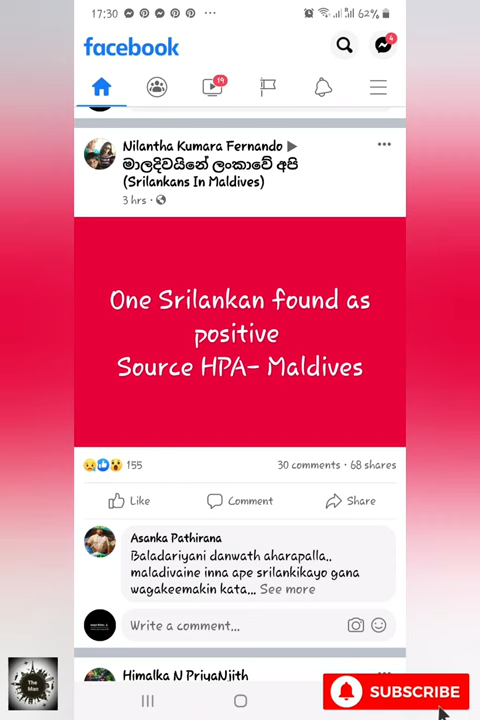 17:30
62%
facebook
4
19
Nilantha Kumara Fernando ▶
මාලදිවයිනේ ලංකාවේ අපි
(Srilankans In Maldives)
3 hrs ·
One Srilankan found as
positive
Source HPA- Maldives
155
30 comments · 68 shares
Like
Comment
Share
Asanka Pathirana
Baladariyani danwath aharapalla..
maladivaine inna ape srilankikayo gana
wagakeemakin kata... See more
Write a comment...
Himalka N PriyaNjith
The
Man
SUBSCRIBE